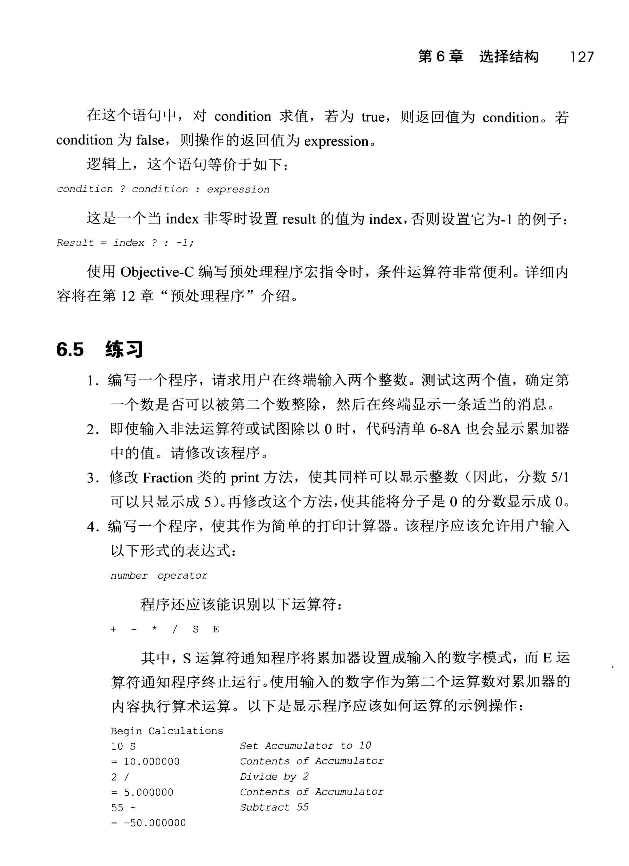 第 6 章 选择结构 127
在这个语句中，对 condition 求值，若为 true，则返回值为 condition。若
condition 为 false，则操作的返回值为 expression。
逻辑上，这个语句等价于如下：
condition ? condition : expression
这是一个当 index 非零时设置 result 的值为 index，否则设置它为-1 的例子：
Result = index ? : -1;
使用 Objective-C 编写预处理程序宏指令时，条件运算符非常便利。详细内
容将在第 12 章“预处理程序”介绍。
6.5 练习
1．编写一个程序，请求用户在终端输入两个整数。测试这两个值，确定第
一个数是否可以被第二个数整除，然后在终端显示一条适当的消息。
2．即使输入非法运算符或试图除以 0 时，代码清单 6-8A 也会显示累加器
中的值。请修改该程序。
3．修改 Fraction 类的 print 方法，使其同样可以显示整数（因此，分数 5/1
可以只显示成 5）。再修改这个方法，使其能将分子是 0 的分数显示成 0。
4．编写一个程序，使其作为简单的打印计算器。该程序应该允许用户输入
以下形式的表达式：
number operator
程序还应该能识别以下运算符：
+ - * / S E
其中，S 运算符通知程序将累加器设置成输入的数字模式，而 E 运
算符通知程序终止运行。使用输入的数字作为第二个运算数对累加器的
内容执行算术运算。以下是显示程序应该如何运算的示例操作：
Begin Calculations
10 S Set Accumulator to 10
= 10.000000 Contents of Accumulator
2 / Divide by 2
= 5.000000 Contents of Accumulator
55 - Subtract 55
= -50.000000